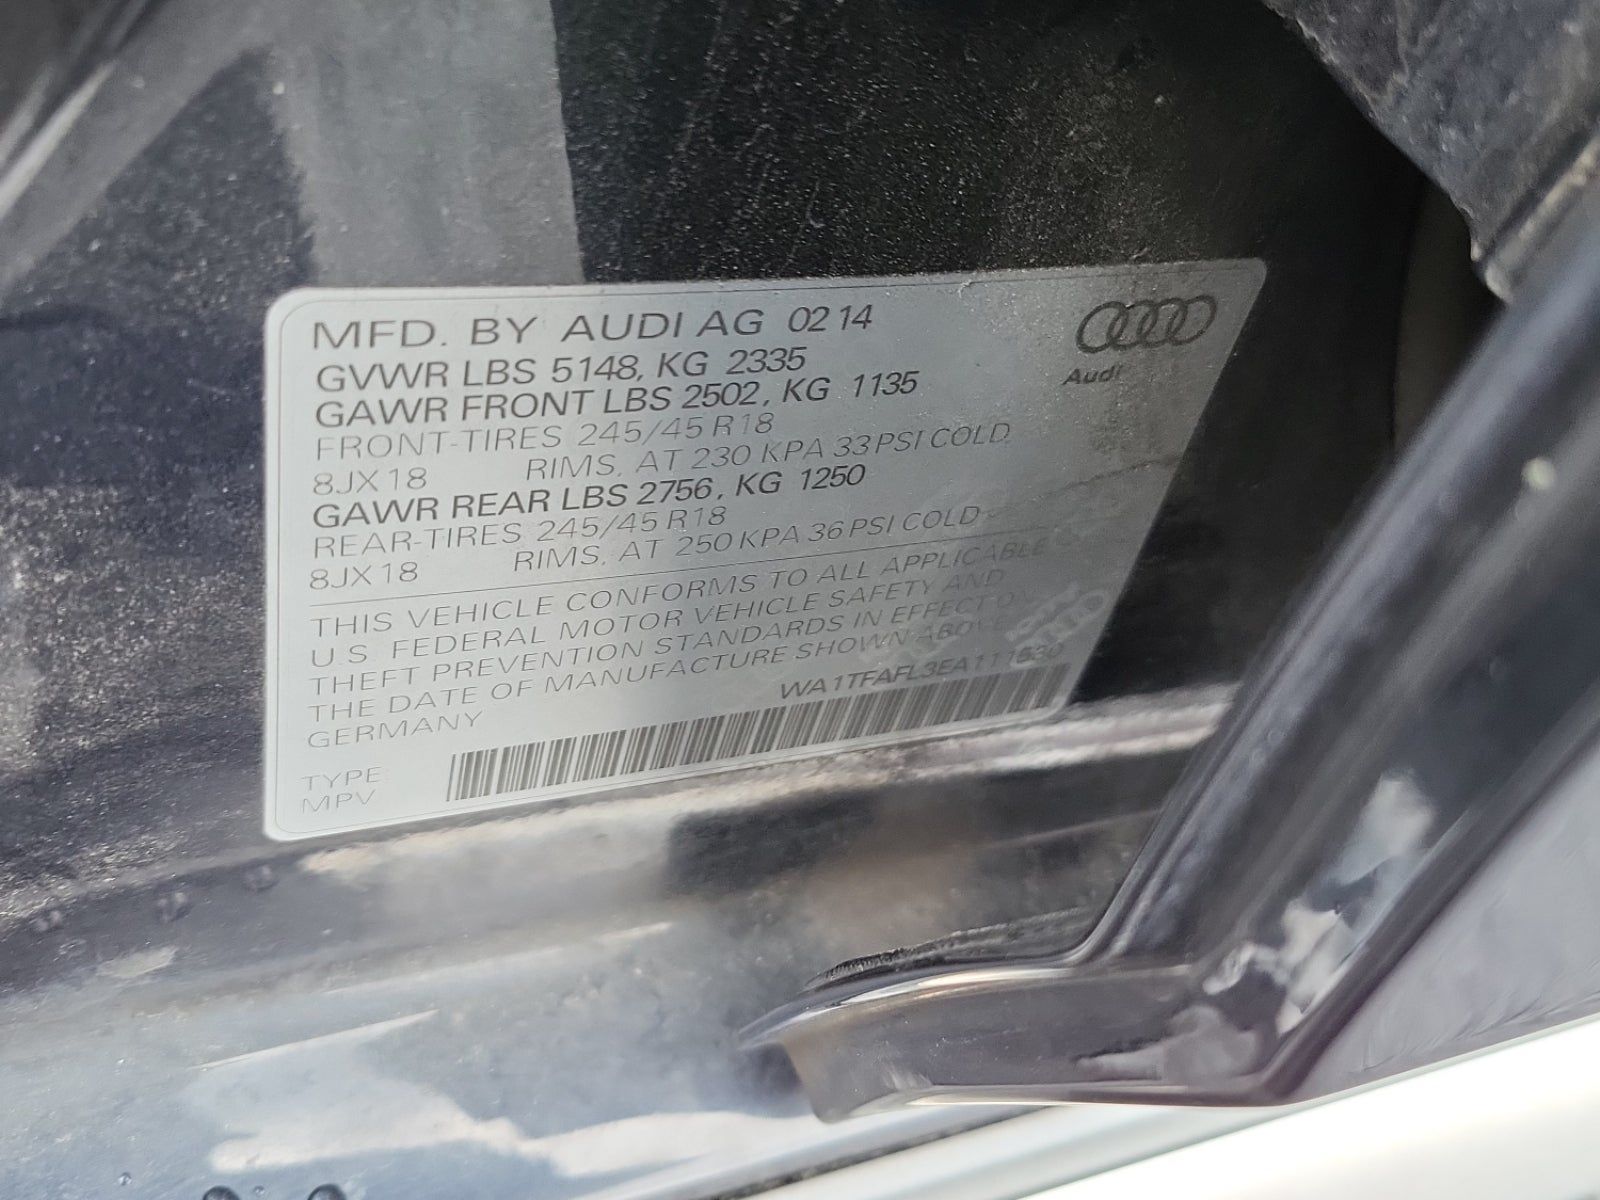 MFD. BY AUDI AG 02 14
GVWR LBS 5148, KG 2335
GAWR FRONT LBS 2502, KG 1135
FRONT-TIRES 245/45 R18
8JX18 RIMS, AT 230 KPA 33 PSI COLD
GAWR REAR LBS 2756, KG 1250
REAR-TIRES 245/45 R18
8JX18 RIMS, AT 250 KPA 36 PSI COLD
THIS VEHICLE CONFORMS TO ALL APPLICABLE
U.S. FEDERAL MOTOR VEHICLE SAFETY AND
THEFT PREVENTION STANDARDS IN EFFECT ON
THE DATE OF MANUFACTURE SHOWN ABOVE
GERMANY
TYPE:
MPV
Audi